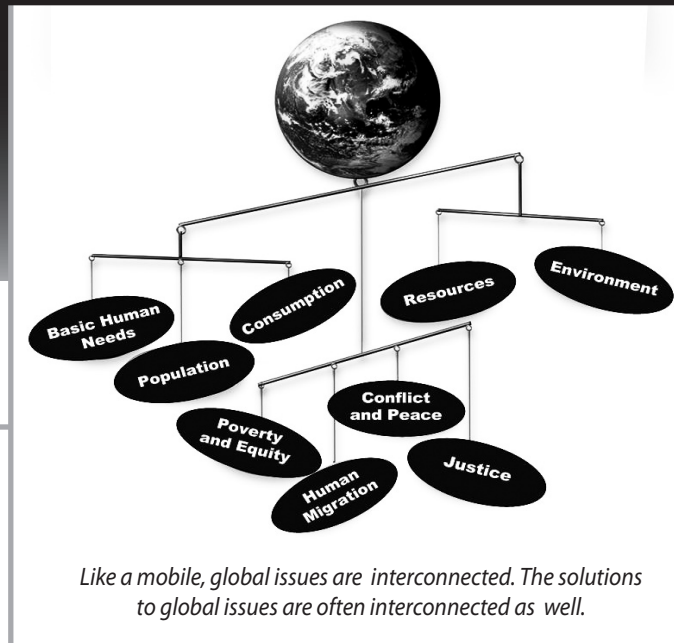 Environment
Resources
Consumption
Basic Human
Needs
Population
Conflict
and Peace
Poverty
and Equity
Justice
Human
Migration
Like a mobile, global issues are interconnected. The solutions
to global issues are often interconnected as well.